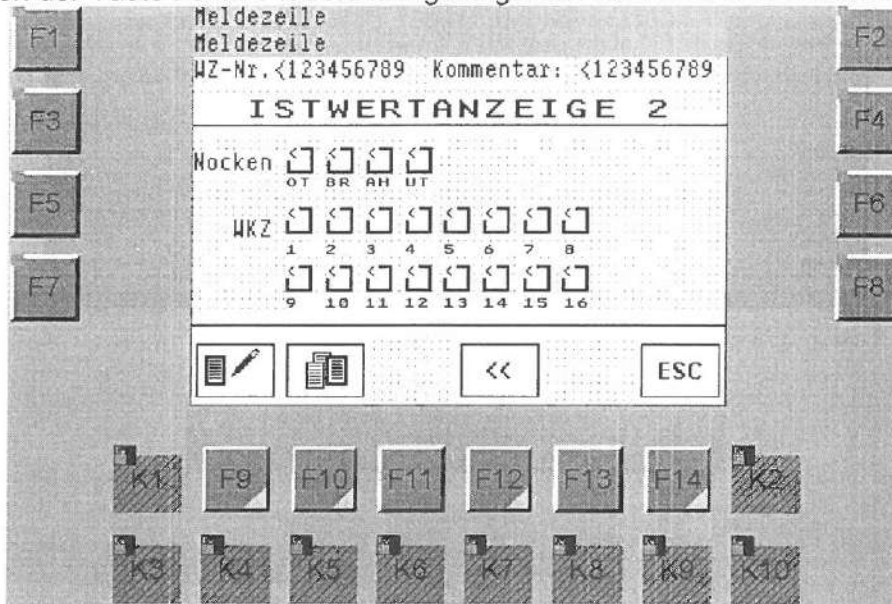 F1
Meldezeile
F2
Meldezeile
WZ-Nr.<123456789 Kommentar: <123456789
F3
ISTWERTANZEIGE 2
F4
Nocken
OT BR AH UT
F5
WKZ
F6
1 2 3 4 5 6 7 8
F7
F8
9 10 11 12 13 14 15 16
<< ESC
K1 F9 F10 F11 F12 F13 F14 K2
K3 K4 K5 K6 K7 K8 K9 K10